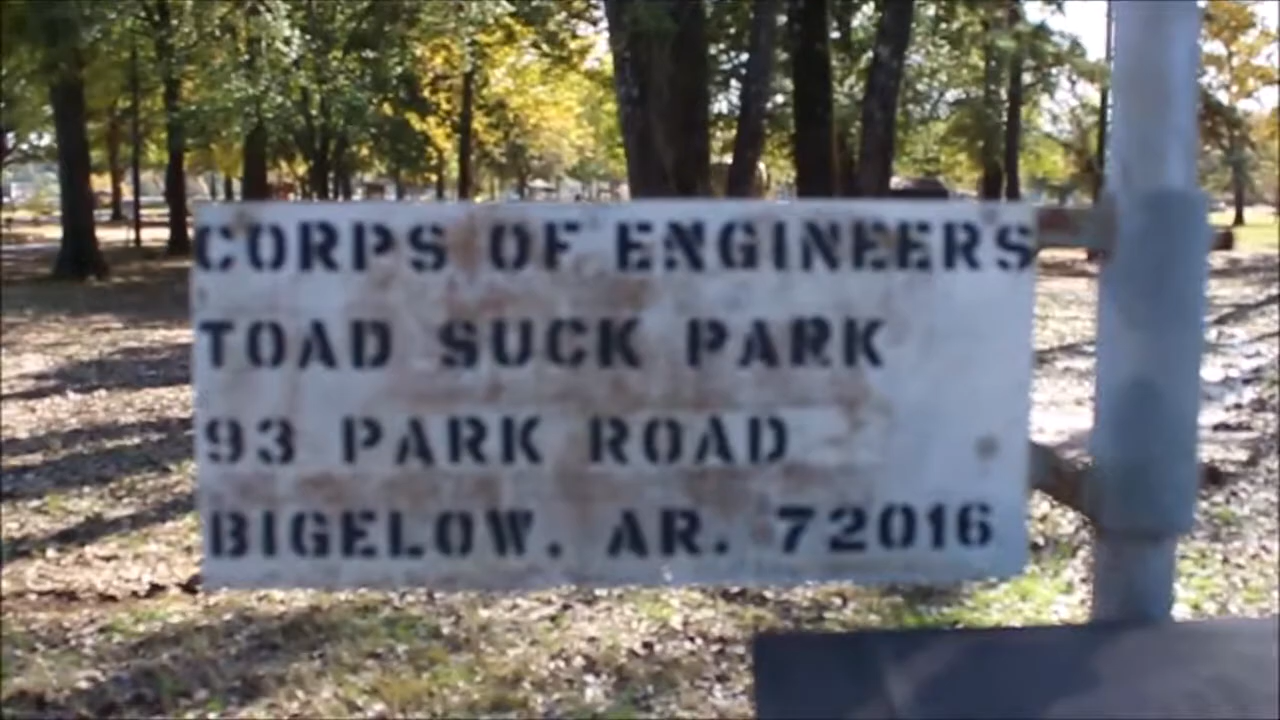 CORPS OF ENGINEERS
TOAD SUCK PARK
93 PARK ROAD
BIGELOW. AR. 72016